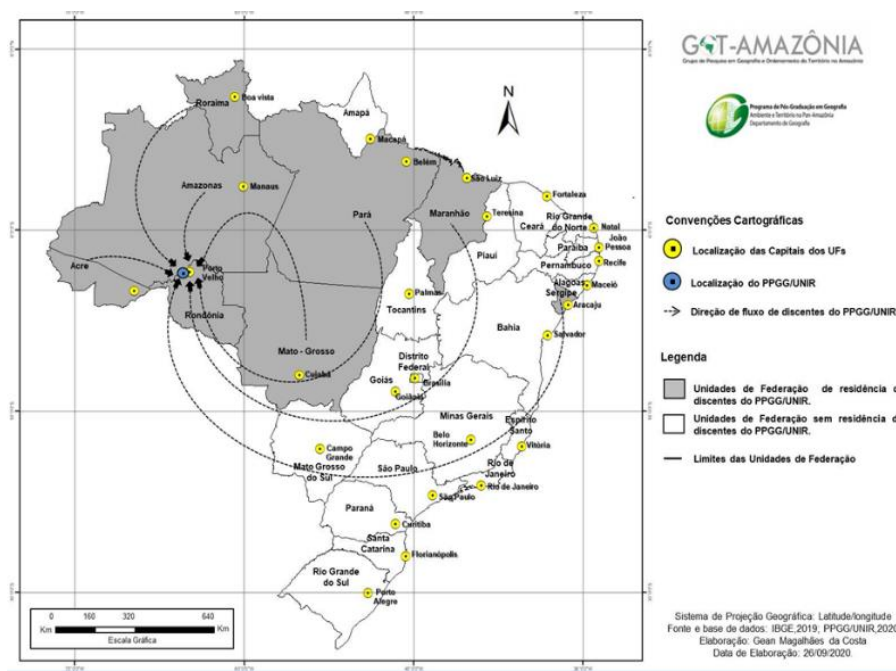 GOT-AMAZÔNIA
Grupo de Pesquisa em Geografia e Ordenamento do Território na Amazônia
Programa de Pós-Graduação em Geografia
Ambiente e Território na Pan-Amazônia
Departamento de Geografia
N
Roraima
Boa vista
Amapá
Macapá
Belém
São Luiz
Amazonas
Manaus
Pará
Maranhão
Teresina
Fortaleza
Ceará
Rio Grande
do Norte
Natal
João
Pessoa
Paraíba
Recife
Pernambuco
Piauí
Alagoas
Maceió
Sergipe
Aracaju
Acre
Porto
Velho
Rondônia
Palmas
Tocantins
Bahia
Salvador
Mato - Grosso
Cuiabá
Distrito
Federal
Brasília
Goiás
Goiânia
Minas Gerais
Belo
Horizonte
Espírito
Santo
Vitória
Campo
Grande
Mato Grosso
do Sul
São Paulo
Rio de
Janeiro
Rio de Janeiro
São Paulo
Paraná
Curitiba
Santa
Catarina
Florianópolis
Rio Grande
do Sul
Porto
Alegre
0 160 320 640
Km Km
Escala Gráfica
Convenções Cartográficas
Localização das Capitais dos UFs
Localização do PPGG/UNIR
Direção de fluxo de discentes do PPGG/UNIR
Legenda
Unidades de Federação de residência d
discentes do PPGG/UNIR.
Unidades de Federação sem residência d
discentes do PPGG/UNIR.
Limites das Unidades de Federação
Sistema de Projeção Geográfica: Latitude/longitude
Fonte e base de dados: IBGE,2019; PPGG/UNIR,2020
Elaboração: Gean Magalhães da Costa
Data de Elaboração: 26/09/2020.